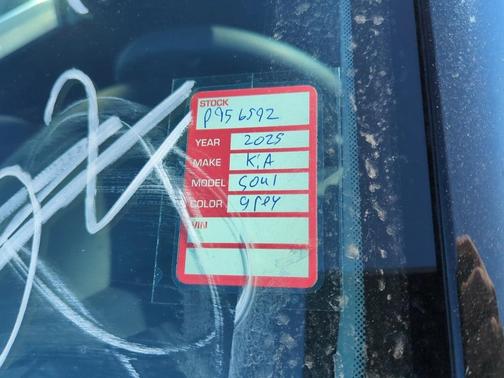 STOCK
P956592
YEAR 2025
MAKE KiA
MODEL Soul
COLOR grey
VIN